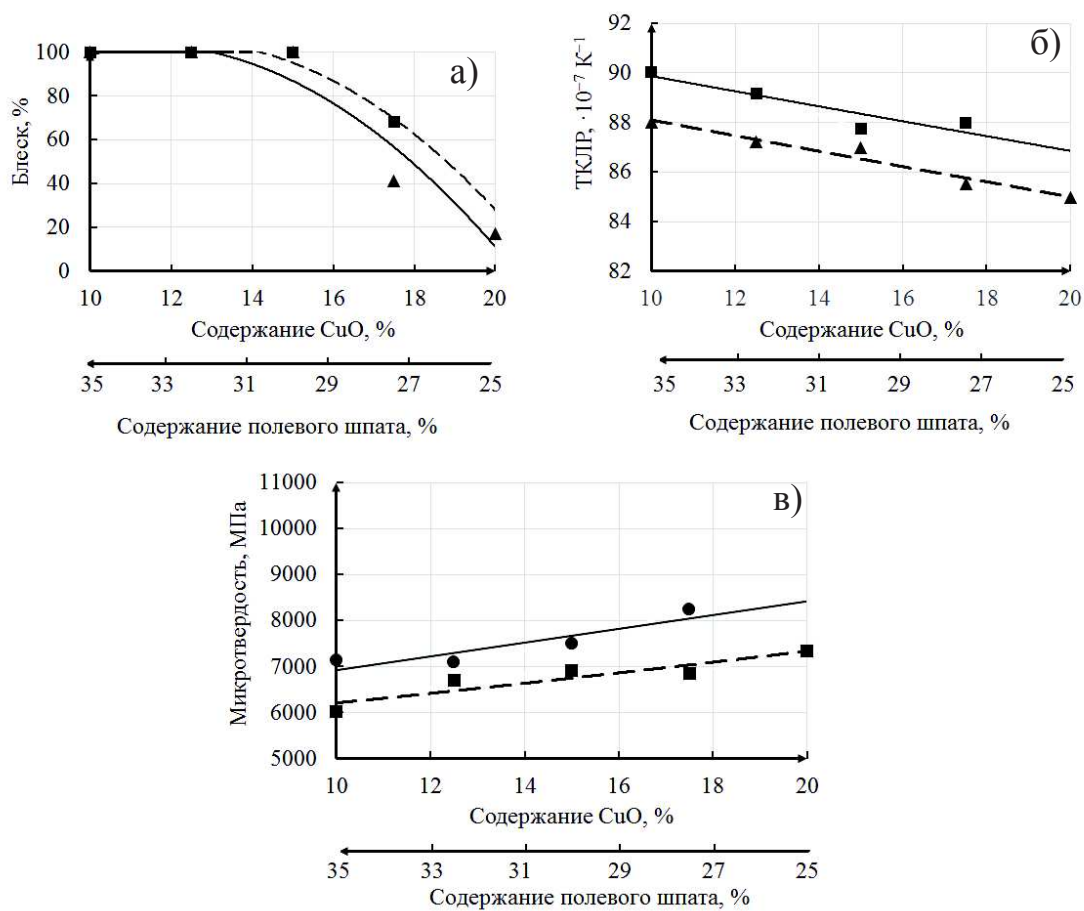 а)
Блеск, %
100
80
60
40
20
0
10 12 14 16 18 20
Содержание CuO, %
35 33 31 29 27 25
Содержание полевого шпата, %
б)
ТКЛР, ·10⁻⁷ К⁻¹
92
90
88
86
84
82
10 12 14 16 18 20
Содержание CuO, %
35 33 31 29 27 25
Содержание полевого шпата, %
в)
Микротвердость, МПа
11000
10000
9000
8000
7000
6000
5000
10 12 14 16 18 20
Содержание CuO, %
35 33 31 29 27 25
Содержание полевого шпата, %